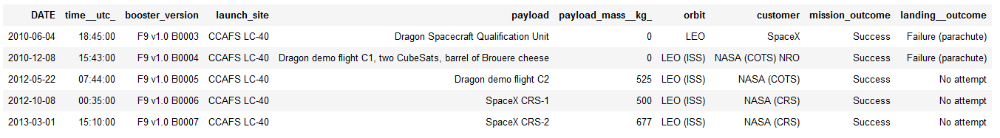 DATE time__utc_ booster_version launch_site payload payload_mass__kg_ orbit customer mission_outcome landing__outcome
2010-06-04 18:45:00 F9 v1.0 B0003 CCAFS LC-40 Dragon Spacecraft Qualification Unit 0 LEO SpaceX Success Failure (parachute)
2010-12-08 15:43:00 F9 v1.0 B0004 CCAFS LC-40 Dragon demo flight C1, two CubeSats, barrel of Brouere cheese 0 LEO (ISS) NASA (COTS) NRO Success Failure (parachute)
2012-05-22 07:44:00 F9 v1.0 B0005 CCAFS LC-40 Dragon demo flight C2 525 LEO (ISS) NASA (COTS) Success No attempt
2012-10-08 00:35:00 F9 v1.0 B0006 CCAFS LC-40 SpaceX CRS-1 500 LEO (ISS) NASA (CRS) Success No attempt
2013-03-01 15:10:00 F9 v1.0 B0007 CCAFS LC-40 SpaceX CRS-2 677 LEO (ISS) NASA (CRS) Success No attempt